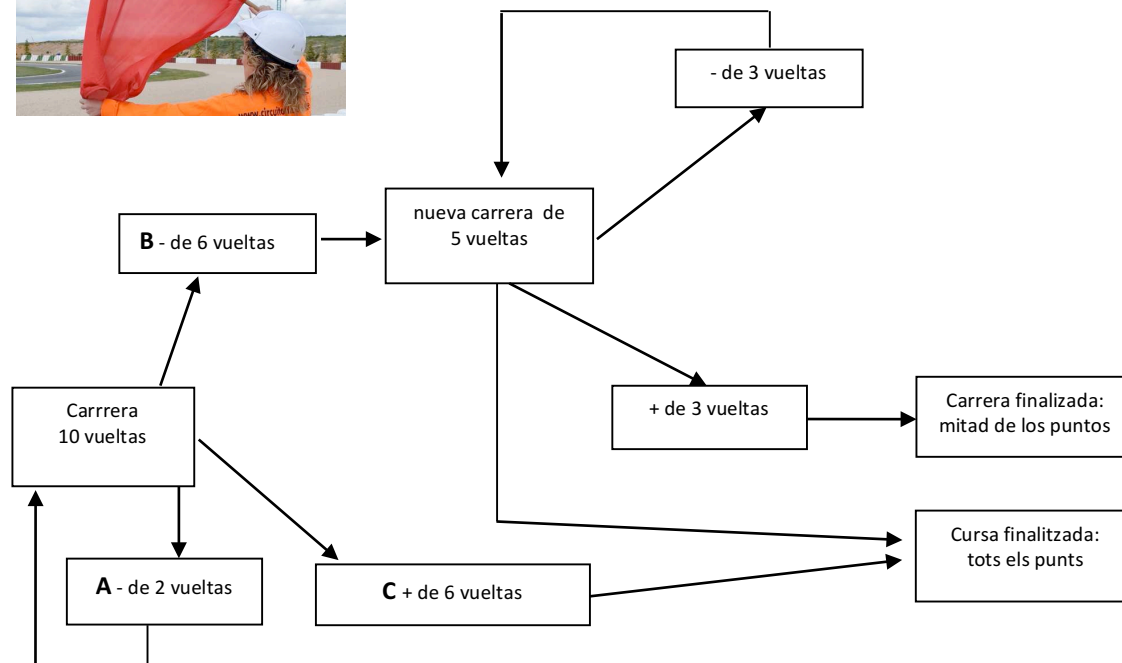 - de 3 vueltas
nueva carrera de
5 vueltas
B - de 6 vueltas
Carrrera
10 vueltas
+ de 3 vueltas
Carrera finalizada:
mitad de los puntos
Cursa finalitzada:
tots els punts
A - de 2 vueltas
C + de 6 vueltas